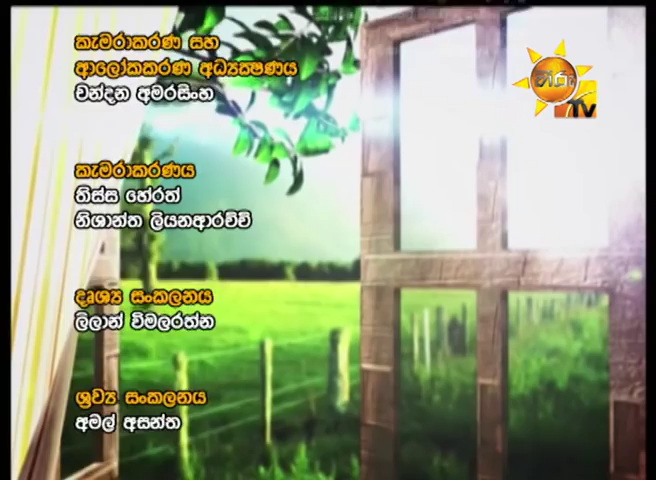 කැමරාකරණ සහ
ආලෝකකරණ අධ්‍යක්ෂණය
චන්දන අමරසිංහ
කැමරාකරණය
තිස්ස හේරත්
නිශාන්ත ලියනආරච්චි
දෘශ්‍ය සංකලනය
ලිලාන් විමලරත්න
ශ්‍රව්‍ය සංකලනය
අමල් අසන්ත
හිරු
TV